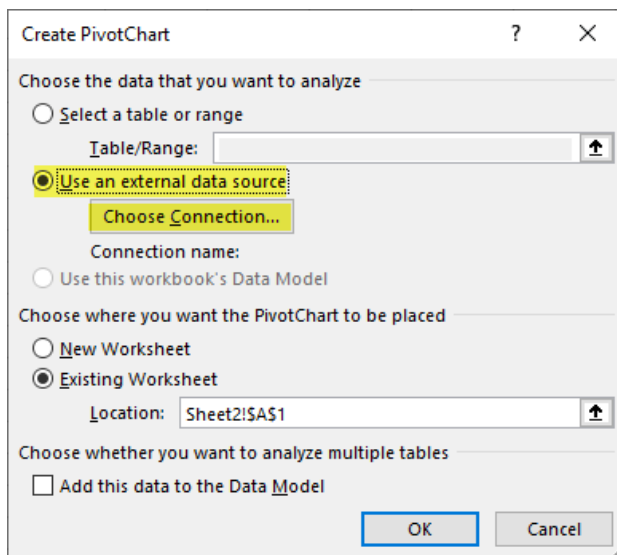 Create PivotChart ?
Choose the data that you want to analyze
Select a table or range
Table/Range:
Use an external data source
Choose Connection...
Connection name:
Use this workbook's Data Model
Choose where you want the PivotChart to be placed
New Worksheet
Existing Worksheet
Location: Sheet2!$A$1
Choose whether you want to analyze multiple tables
Add this data to the Data Model
OK Cancel